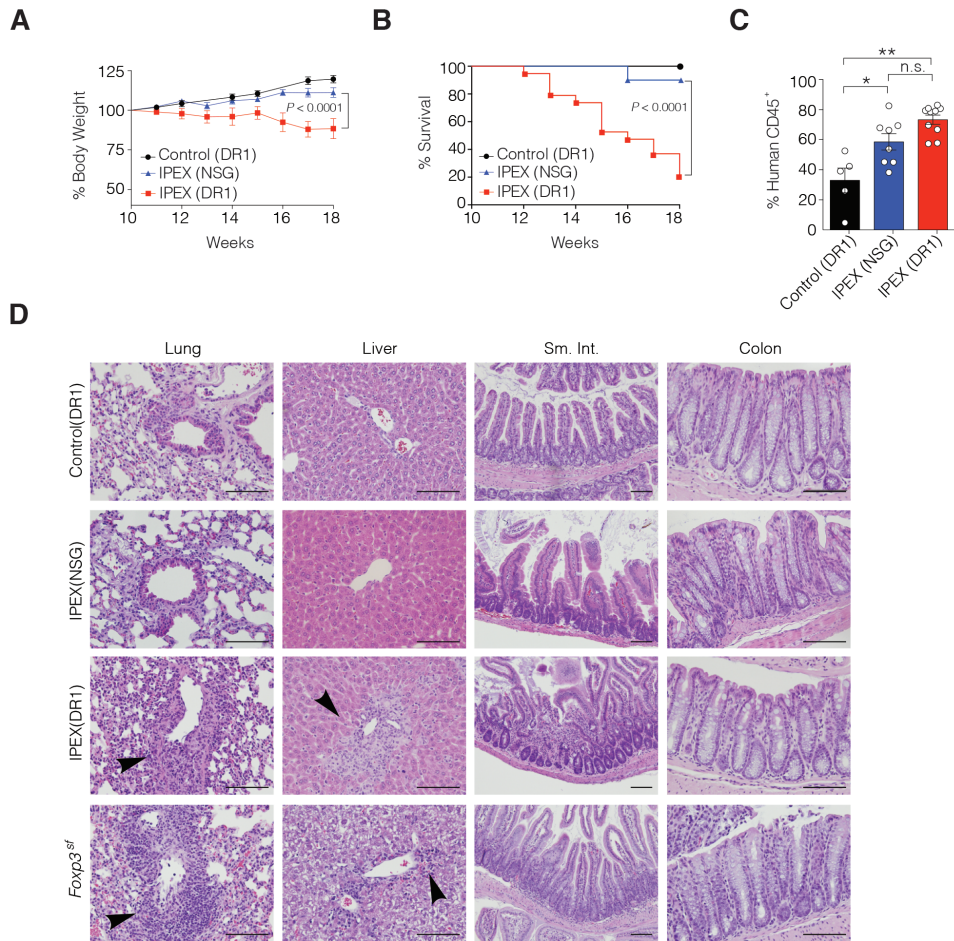 A
125
100
75
50
% Body Weight
P < 0.0001
Control (DR1)
IPEX (NSG)
IPEX (DR1)
10 12 14 16 18
Weeks
B
100
80
60
40
20
0
% Survival
P < 0.0001
Control (DR1)
IPEX (NSG)
IPEX (DR1)
10 12 14 16 18
Weeks
C
**
* n.s.
100
80
60
40
20
0
% Human CD45+
Control (DR1)
IPEX (NSG)
IPEX (DR1)
D
Lung Liver Sm. Int. Colon
Control(DR1)
IPEX(NSG)
IPEX(DR1)
Foxp3sf